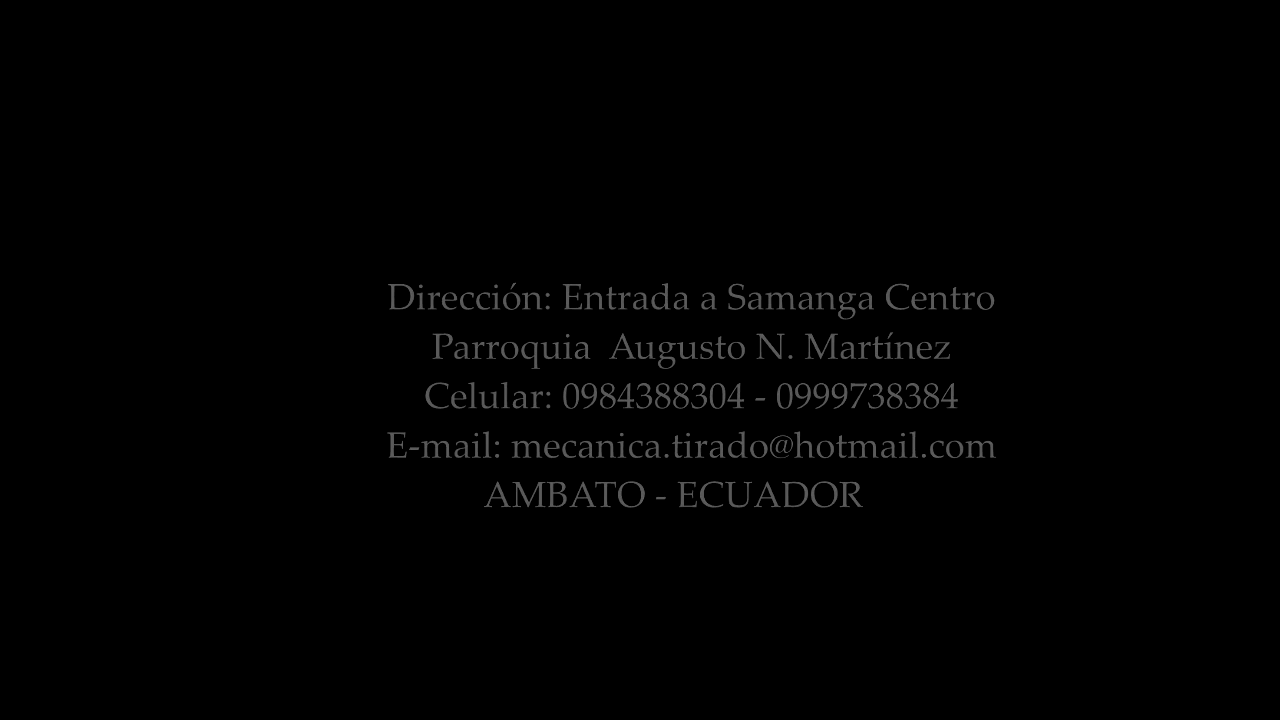 Dirección: Entrada a Samanga Centro
Parroquia  Augusto N. Martínez
Celular: 0984388304 - 0999738384
E-mail: mecanica.tirado@hotmail.com
AMBATO - ECUADOR